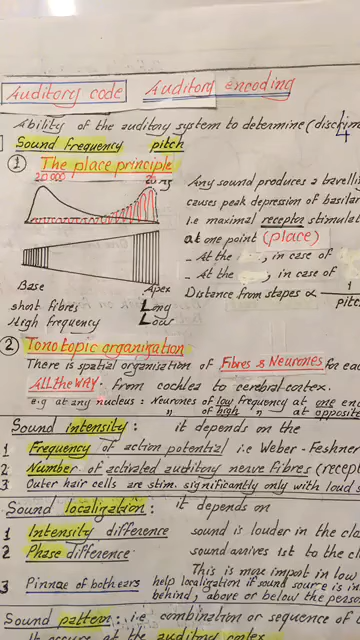 Auditory code Auditory encoding
Ability of the auditory system to determine (discrim
Sound frequency pitch
① The place principle
20 000 20 Hz
Any sound produces a travelli
causes peak depression of basilar
i.e maximal receptor stimulat
at one point (place)
- At the , in case of
- At the , in case of
Base Apex
Distance from stapes ∝ 1
pitch
short fibres Long
High frequency Low
② Tonotopic organization
There is spatial organization of Fibres & Neurones for each
All the way from cochlea to cerebral cortex.
e.g at any nucleus: Neurones of low frequency at one end
" of high " at opposite
Sound intensity: it depends on the
1 Frequency of action potential i.e Weber - Feshner
2 Number of activated auditory nerve fibres (recept
3 Outer hair cells are stim. significantly only with loud s
Sound localization: it depends on
1 Intensity difference sound is louder in the clo
2 Phase difference sound arrives 1st to the cl
This is more import in low
3 Pinnae of both ears help localization if sound source is in
behind, above or below the person
Sound pattern: i.e combination or sequence of
it occurs at the auditory cortex